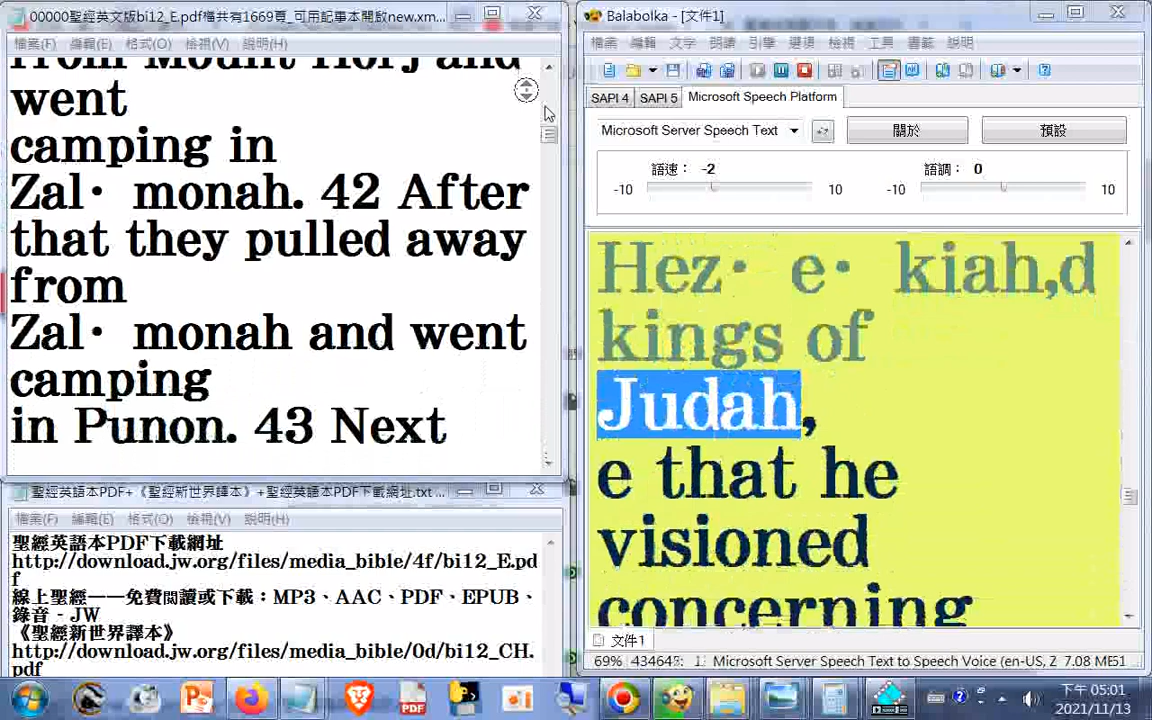 00000聖經英文版bi12_E.pdf檔共有1669頁_可用記事本開啟new.xm...
檔案(F) 編輯(E) 格式(O) 檢視(V) 說明(H)
from Mount Hor, and
went
camping in
Zal· monah. 42 After
that they pulled away
from
Zal· monah and went
camping
in Punon. 43 Next
聖經英語本PDF+《聖經新世界譯本》+聖經英語本PDF下載網址.txt ...
檔案(F) 編輯(E) 格式(O) 檢視(V) 說明(H)
聖經英語本PDF下載網址
http://download.jw.org/files/media_bible/4f/bi12_E.pd
f
線上聖經──免費閱讀或下載：MP3、AAC、PDF、EPUB、
錄音 - JW
《聖經新世界譯本》
http://download.jw.org/files/media_bible/0d/bi12_CH.
pdf
Balabolka - [文件1]
檔案 編輯 文字 朗讀 引擎 選項 檢視 工具 書籤 說明
SAPI 4 SAPI 5 Microsoft Speech Platform
Microsoft Server Speech Text 關於 預設
語速： -2 語調： 0
-10 10 -10 10
Hez· e· kiah,d
kings of
Judah,
e that he
visioned
concerning
文件1
69% Microsoft Server Speech Text to Speech Voice (en-US, Z 7.08 ME51
PDF
下午 05:01
2021/11/13